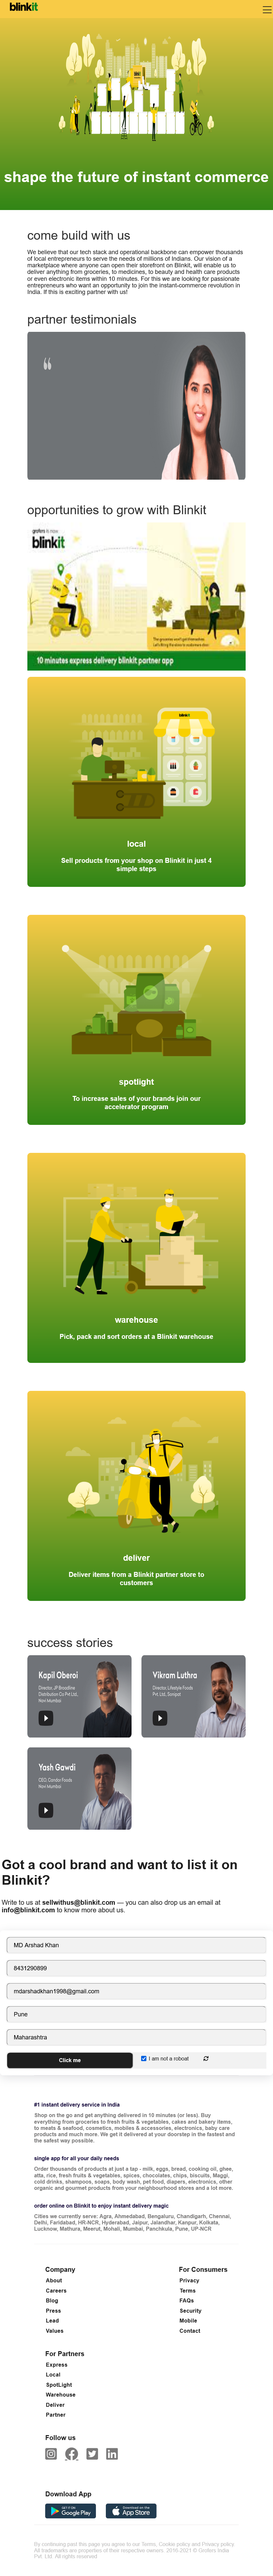 blinkit
shape the future of instant commerce
come build with us
We believe that our tech stack and operational backbone can empower thousands
of local entrepreneurs to serve the needs of millions of Indians. Our vision of a
marketplace where anyone can open their storefront on Blinkit, will enable us to
deliver anything from groceries, to medicines, to beauty and health care products
or even electronic items within 10 minutes. For this we are looking for passionate
entrepreneurs who want an opportunity to join the instant-commerce revolution in
India. If this is exciting partner with us!
partner testimonials
opportunities to grow with Blinkit
grofers is now
blinkit
10 minutes express delivery blinkit partner app
blinkit
local
Sell products from your shop on Blinkit in just 4
simple steps
spotlight
To increase sales of your brands join our
accelerator program
warehouse
Pick, pack and sort orders at a Blinkit warehouse
deliver
Deliver items from a Blinkit partner store to
customers
success stories
Kapil Oberoi
Director, JP Broadline
Distribution Co Pvt Ltd.,
Navi Mumbai
Vikram Luthra
Director, Lifestyle Foods
Pvt. Ltd., Sonipat
Yash Gawdi
CEO, Candor Foods
Navi Mumbai
Got a cool brand and want to list it on
Blinkit?
Write to us at sellwithus@blinkit.com — you can also drop us an email at
info@blinkit.com to know more about us.
MD Arshad Khan
8431290899
mdarshadkhan1998@gmail.com
Pune
Maharashtra
Click me
I am not a roboat
#1 instant delivery service in India
Shop on the go and get anything delivered in 10 minutes (or less). Buy
everything from groceries to fresh fruits & vegetables, cakes and bakery items,
to meats & seafood, cosmetics, mobiles & accessories, electronics, baby care
products and much more. We get it delivered at your doorstep in the fastest and
the safest way possible.
single app for all your daily needs
Order thousands of products at just a tap - milk, eggs, bread, cooking oil, ghee,
atta, rice, fresh fruits & vegetables, spices, chocolates, chips, biscuits, Maggi,
cold drinks, shampoos, soaps, body wash, pet food, diapers, electronics, other
organic and gourmet products from your neighbourhood stores and a lot more.
order online on Blinkit to enjoy instant delivery magic
Cities we currently serve: Agra, Ahmedabad, Bengaluru, Chandigarh, Chennai,
Delhi, Faridabad, HR-NCR, Hyderabad, Jaipur, Jalandhar, Kanpur, Kolkata,
Lucknow, Mathura, Meerut, Mohali, Mumbai, Panchkula, Pune, UP-NCR
Company
About
Careers
Blog
Press
Lead
Values
For Consumers
Privacy
Terms
FAQs
Security
Mobile
Contact
For Partners
Express
Local
SpotLight
Warehouse
Deliver
Partner
Follow us
Download App
GET IT ON
Google Play
Download on the
App Store
By continuing past this page you agree to our Terms, Cookie policy and Privacy policy.
All trademarks are properties of their respective owners, 2016-2021 © Grofers India
Pvt. Ltd. All rights reserved.